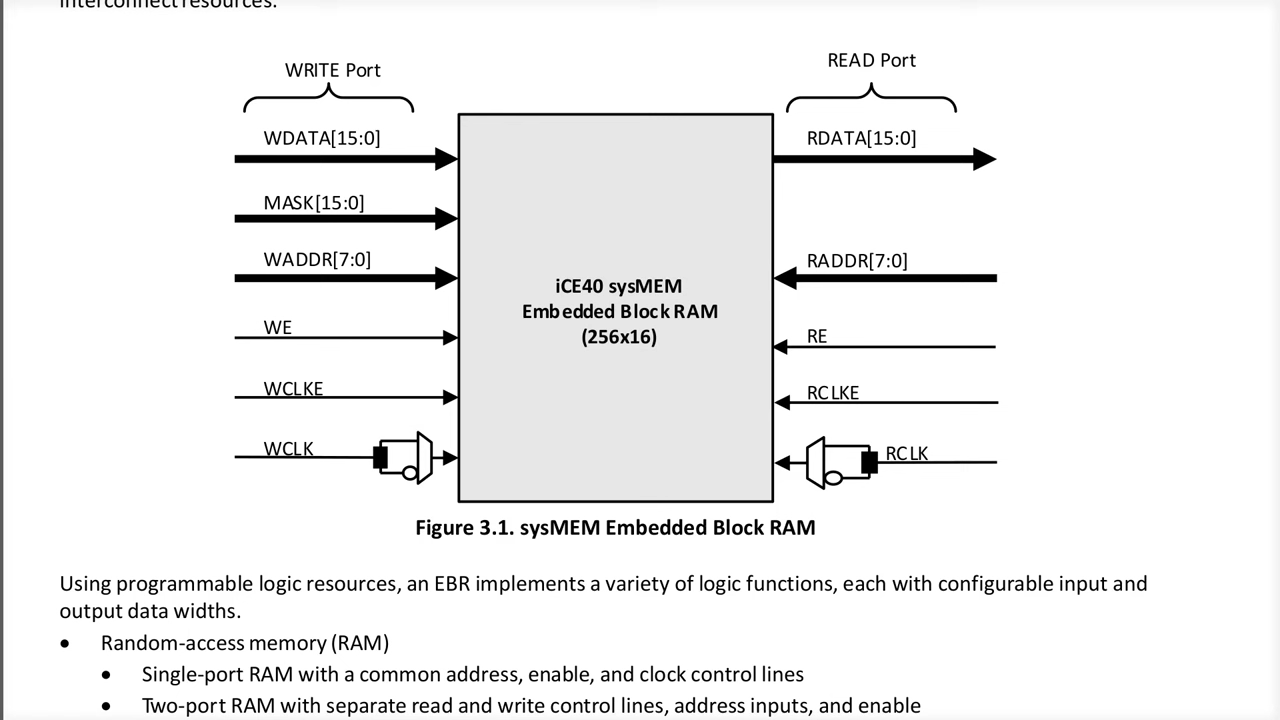 interconnect resources.
WRITE Port
READ Port
WDATA[15:0]
RDATA[15:0]
MASK[15:0]
WADDR[7:0]
RADDR[7:0]
iCE40 sysMEM
Embedded Block RAM
(256x16)
WE
RE
WCLKE
RCLKE
WCLK
RCLK
Figure 3.1. sysMEM Embedded Block RAM
Using programmable logic resources, an EBR implements a variety of logic functions, each with configurable input and
output data widths.
• Random-access memory (RAM)
• Single-port RAM with a common address, enable, and clock control lines
• Two-port RAM with separate read and write control lines, address inputs, and enable